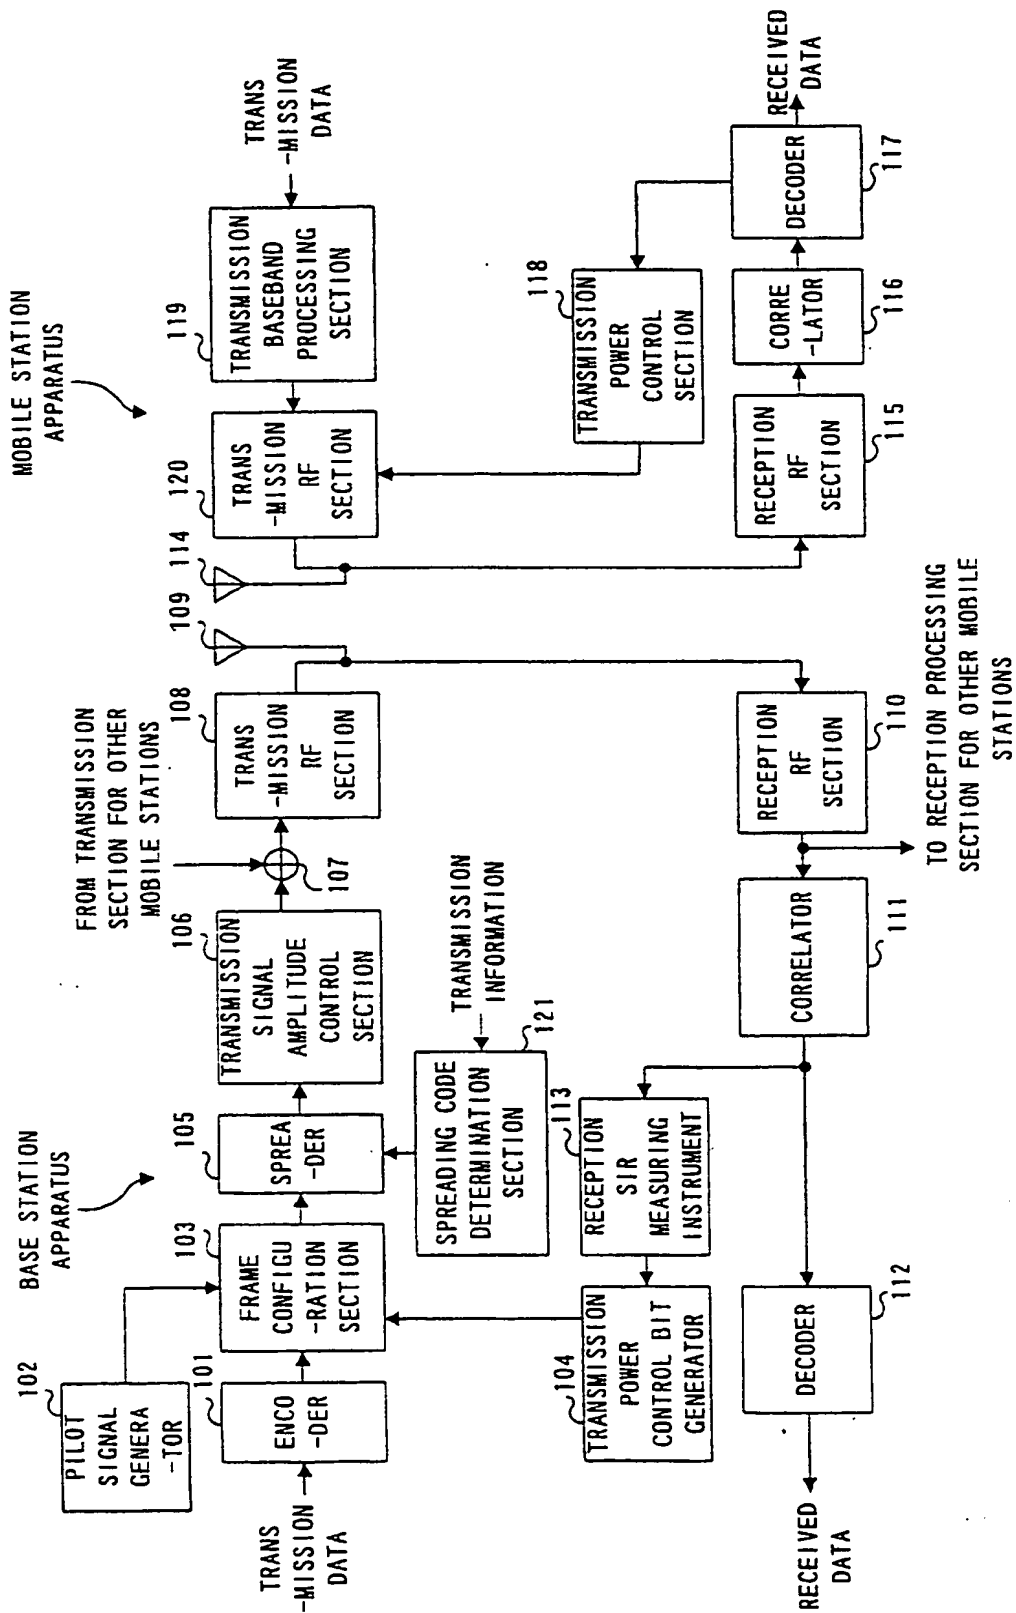 BASE STATION
APPARATUS
MOBILE STATION
APPARATUS
102
PILOT
SIGNAL
GENERA
-TOR
TRANS
-MISSION
DATA
101
ENCO
-DER
103
FRAME
CONFIGU
-RATION
SECTION
105
SPREA
-DER
106
TRANSMISSION
SIGNAL
AMPLITUDE
CONTROL
SECTION
FROM TRANSMISSION
SECTION FOR OTHER
MOBILE STATIONS
107
108
TRANS
-MISSION
RF
SECTION
109
114
120
TRANS
-MISSION
RF
SECTION
119
TRANSMISSION
BASEBAND
PROCESSING
SECTION
TRANS
-MISSION
DATA
SPREADING CODE
DETERMINATION
SECTION
121
TRANSMISSION
INFORMATION
104
TRANSMISSION
POWER
CONTROL BIT
GENERATOR
113
RECEPTION
SIR
MEASURING
INSTRUMENT
118
TRANSMISSION
POWER
CONTROL
SECTION
RECEIVED
DATA
DECODER
112
CORRELATOR
111
RECEPTION
RF
SECTION
110
TO RECEPTION PROCESSING
SECTION FOR OTHER MOBILE
STATIONS
RECEPTION
RF
SECTION
115
CORRE
-LATOR
116
DECODER
117
RECEIVED
DATA